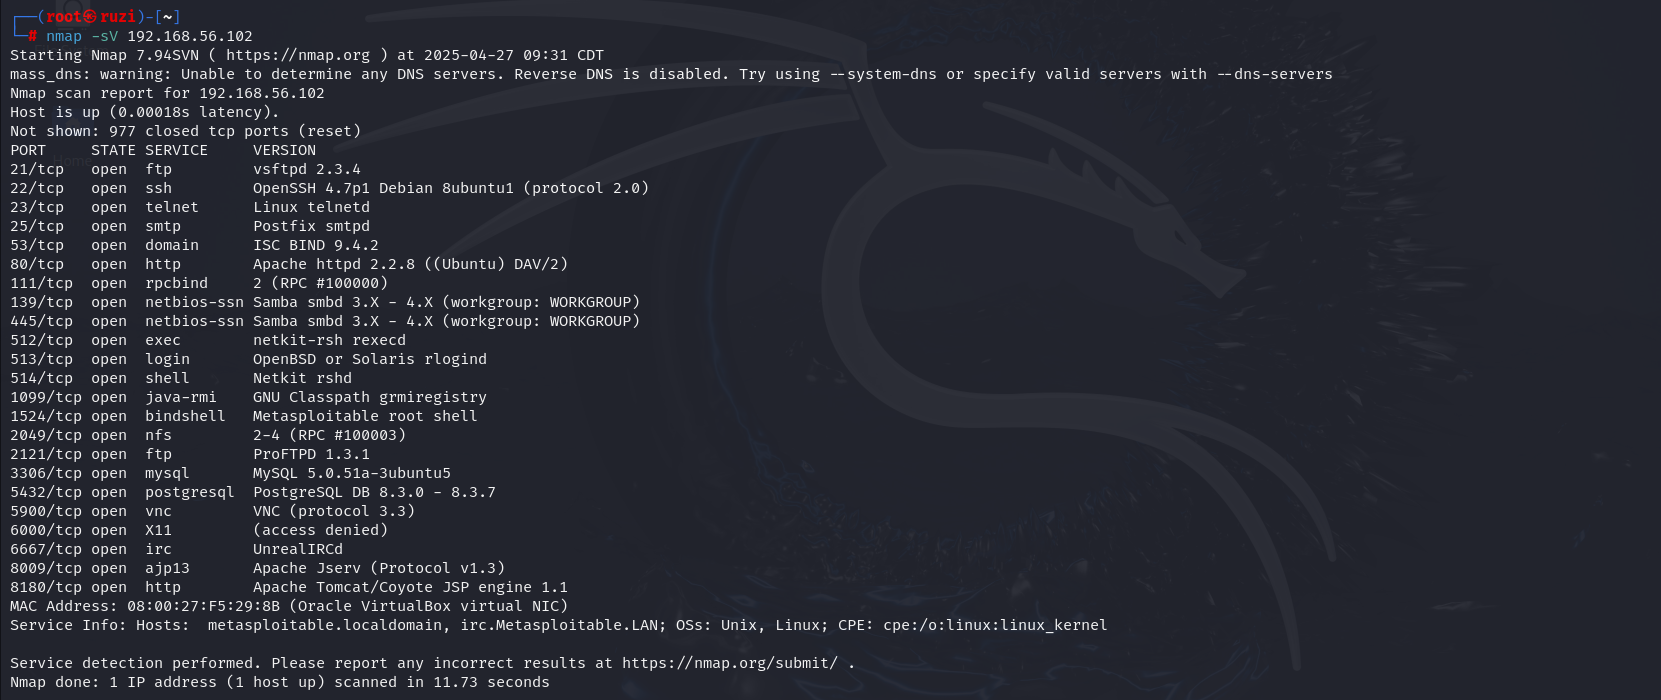 ┌──(root㉿ruzi)-[~]
└─# nmap -sV 192.168.56.102
Starting Nmap 7.94SVN ( https://nmap.org ) at 2025-04-27 09:31 CDT
mass_dns: warning: Unable to determine any DNS servers. Reverse DNS is disabled. Try using --system-dns or specify valid servers with --dns-servers
Nmap scan report for 192.168.56.102
Host is up (0.00018s latency).
Not shown: 977 closed tcp ports (reset)
PORT     STATE SERVICE     VERSION
21/tcp   open  ftp         vsftpd 2.3.4
22/tcp   open  ssh         OpenSSH 4.7p1 Debian 8ubuntu1 (protocol 2.0)
23/tcp   open  telnet      Linux telnetd
25/tcp   open  smtp        Postfix smtpd
53/tcp   open  domain      ISC BIND 9.4.2
80/tcp   open  http        Apache httpd 2.2.8 ((Ubuntu) DAV/2)
111/tcp  open  rpcbind     2 (RPC #100000)
139/tcp  open  netbios-ssn Samba smbd 3.X - 4.X (workgroup: WORKGROUP)
445/tcp  open  netbios-ssn Samba smbd 3.X - 4.X (workgroup: WORKGROUP)
512/tcp  open  exec        netkit-rsh rexecd
513/tcp  open  login       OpenBSD or Solaris rlogind
514/tcp  open  shell       Netkit rshd
1099/tcp open  java-rmi    GNU Classpath grmiregistry
1524/tcp open  bindshell   Metasploitable root shell
2049/tcp open  nfs         2-4 (RPC #100003)
2121/tcp open  ftp         ProFTPD 1.3.1
3306/tcp open  mysql       MySQL 5.0.51a-3ubuntu5
5432/tcp open  postgresql  PostgreSQL DB 8.3.0 - 8.3.7
5900/tcp open  vnc         VNC (protocol 3.3)
6000/tcp open  X11         (access denied)
6667/tcp open  irc         UnrealIRCd
8009/tcp open  ajp13       Apache Jserv (Protocol v1.3)
8180/tcp open  http        Apache Tomcat/Coyote JSP engine 1.1
MAC Address: 08:00:27:F5:29:8B (Oracle VirtualBox virtual NIC)
Service Info: Hosts:  metasploitable.localdomain, irc.Metasploitable.LAN; OSs: Unix, Linux; CPE: cpe:/o:linux:linux_kernel
Service detection performed. Please report any incorrect results at https://nmap.org/submit/ .
Nmap done: 1 IP address (1 host up) scanned in 11.73 seconds
Home